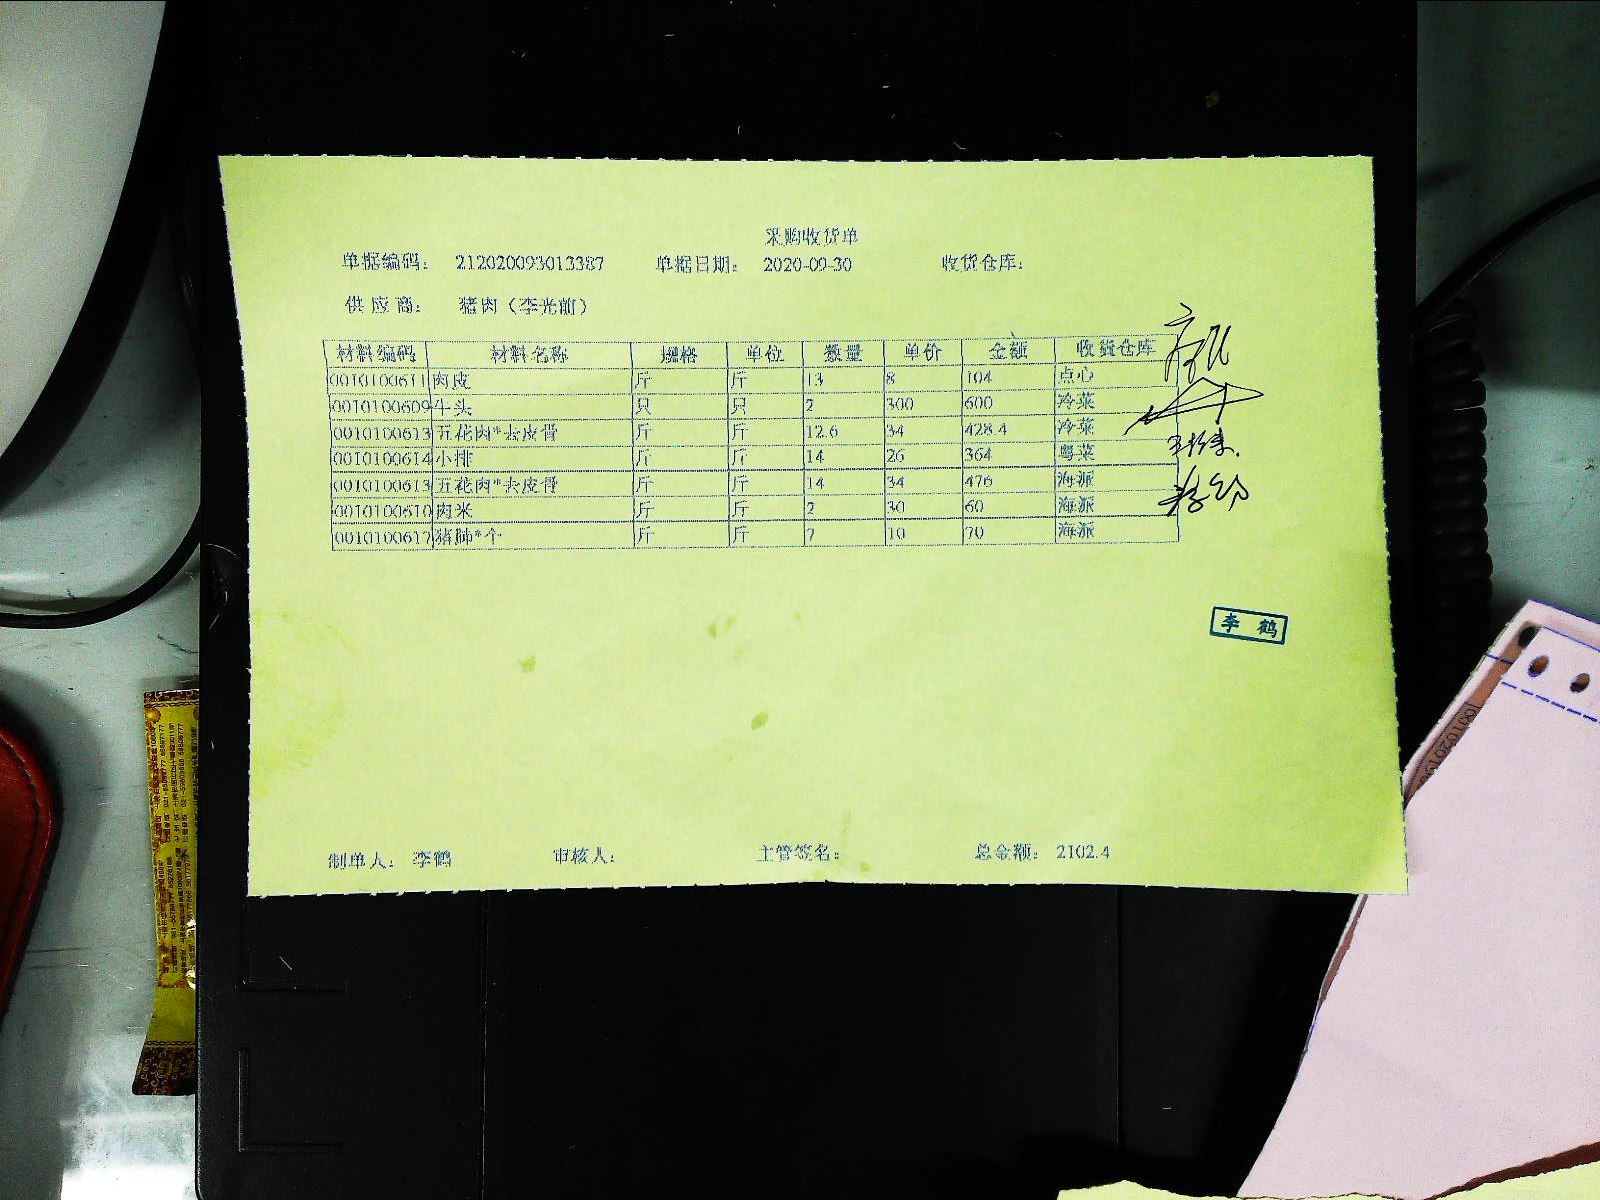 采购收货单
单据编码： 212020093013387 单据日期： 2020-09-30 收货仓库：
供应商： 猪肉（李光前）
材料编码 材料名称 规格 单位 数量 单价 金额 收货仓库
0010100611 肉皮 斤 斤 13 8 104 点心
0010100609 牛头 只 只 2 300 600 冷菜
0010100613 五花肉*去皮骨 斤 斤 12.6 34 428.4 冷菜
0010100614 小排 斤 斤 14 26 364 粤菜
0010100613 五花肉*去皮骨 斤 斤 14 34 476 海派
0010100610 肉米 斤 斤 2 30 60 海派
0010100617 猪肺*个 斤 斤 7 10 70 海派
李鹤
制单人： 李鹤 审核人： 主管签名： 总金额： 2102.4